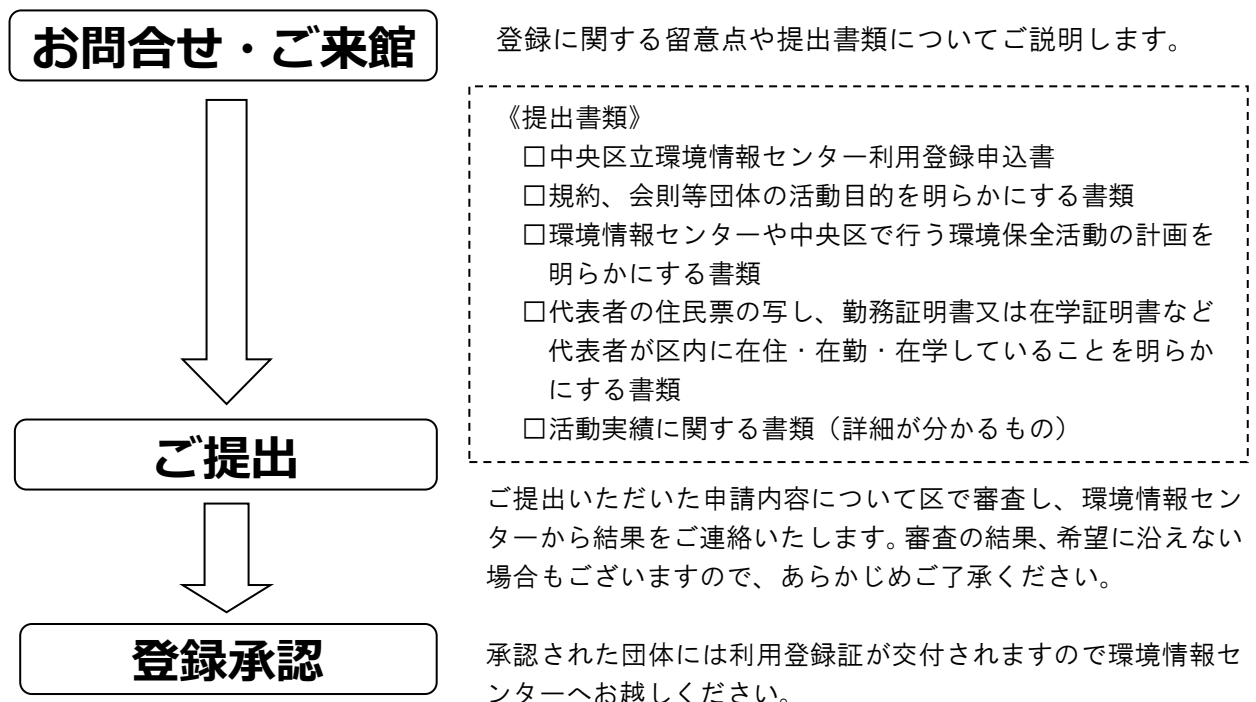 お問合せ・ご来館
登録に関する留意点や提出書類についてご説明します。
《提出書類》
□中央区立環境情報センター利用登録申込書
□規約、会則等団体の活動目的を明らかにする書類
□環境情報センターや中央区で行う環境保全活動の計画を
明らかにする書類
□代表者の住民票の写し、勤務証明書又は在学証明書など
代表者が区内に在住・在勤・在学していることを明らか
にする書類
□活動実績に関する書類（詳細が分かるもの）
ご提出
ご提出いただいた申請内容について区で審査し、環境情報セン
ターから結果をご連絡いたします。審査の結果、希望に沿えない
場合もございますので、あらかじめご了承ください。
登録承認
承認された団体には利用登録証が交付されますので環境情報セ
ンターへお越しください。